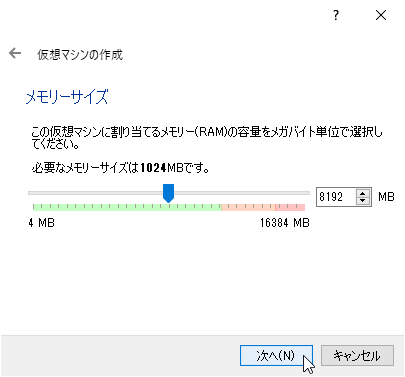 ?
仮想マシンの作成
メモリーサイズ
この仮想マシンに割り当てるメモリー(RAM)の容量をメガバイト単位で選択し
てください。
必要なメモリーサイズは1024MBです。
8192 MB
4 MB 16384 MB
次へ(N) キャンセル